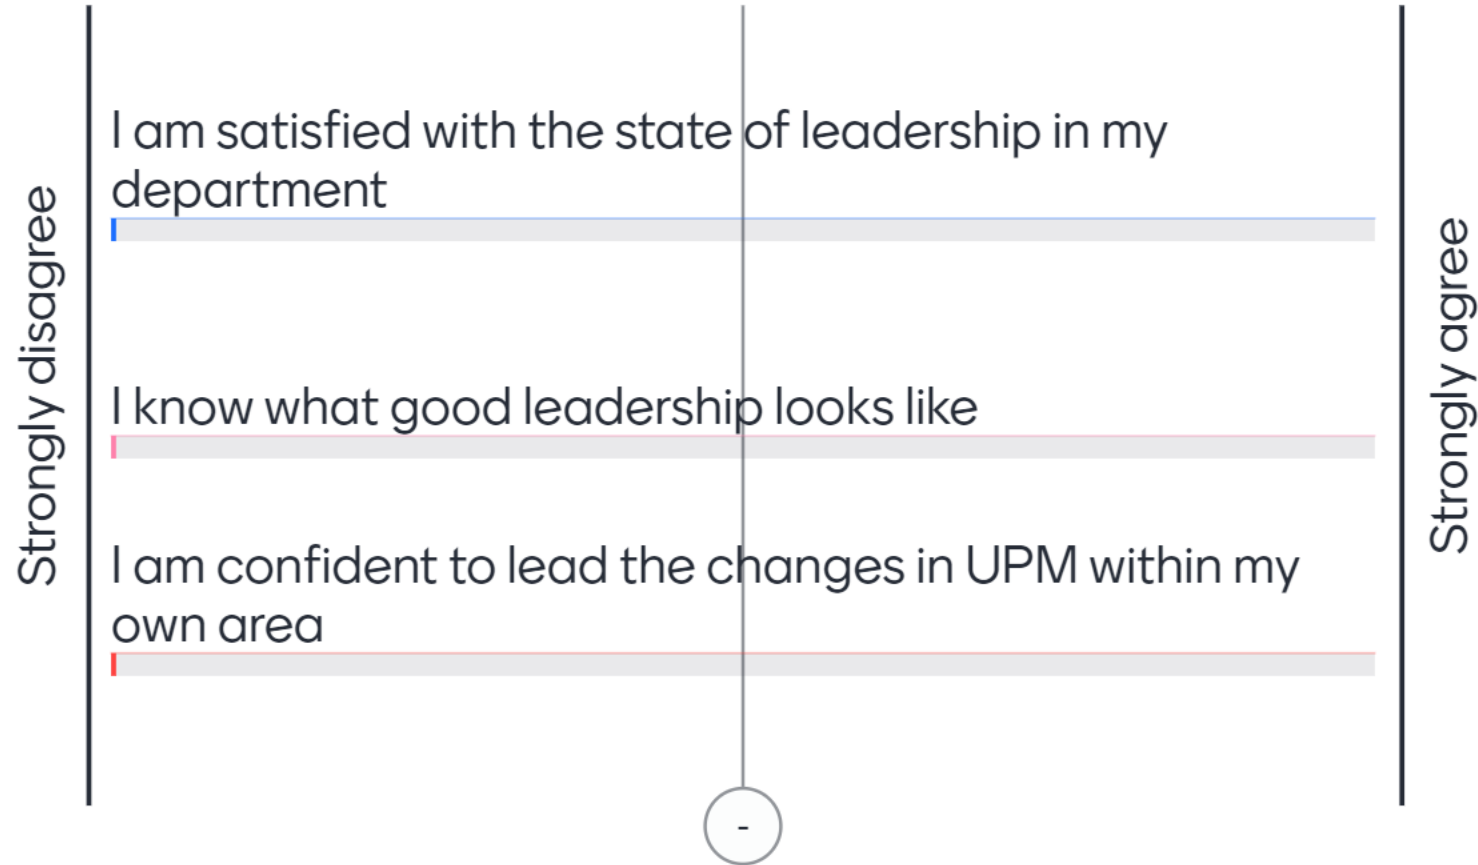 Strongly disagree
I am satisfied with the state of leadership in my
department
I know what good leadership looks like
I am confident to lead the changes in UPM within my
own area
Strongly agree
-